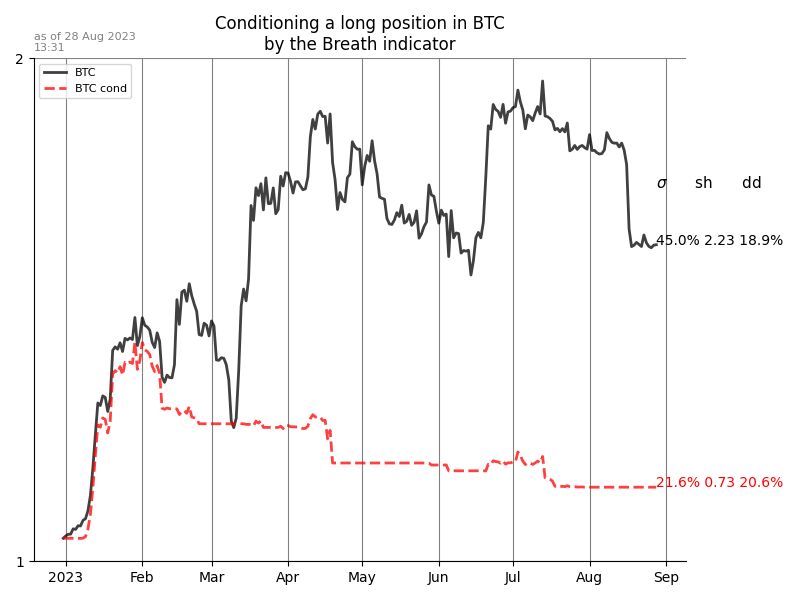 Conditioning a long position in BTC
by the Breath indicator
as of 28 Aug 2023
13:31
2
BTC
BTC cond
σ sh dd
45.0% 2.23 18.9%
21.6% 0.73 20.6%
1
2023 Feb Mar Apr May Jun Jul Aug Sep